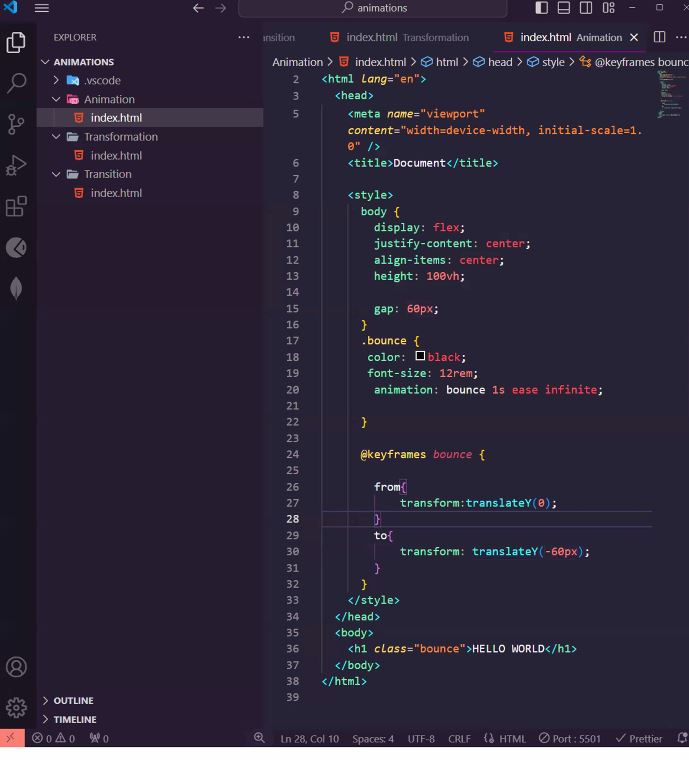 animations
EXPLORER
ansition
index.html Transformation
index.html Animation
ANIMATIONS
Animation > index.html > html > head > style > @keyframes bounc
.vscode
Animation
index.html
Transformation
index.html
Transition
index.html
2 <html lang="en">
3 <head>
5 <meta name="viewport"
content="width=device-width, initial-scale=1.
0" />
6 <title>Document</title>
7
8 <style>
9 body {
10 display: flex;
11 justify-content: center;
12 align-items: center;
13 height: 100vh;
14
15 gap: 60px;
16 }
17 .bounce {
18 color: black;
19 font-size: 12rem;
20 animation: bounce 1s ease infinite;
21
22 }
23
24 @keyframes bounce {
25
26 from{
27 transform:translateY(0);
28 }
29 to{
30 transform: translateY(-60px);
31 }
32 }
33 </style>
34 </head>
35 <body>
36 <h1 class="bounce">HELLO WORLD</h1>
37 </body>
38 </html>
39
OUTLINE
TIMELINE
0 0 0 Ln 28, Col 10 Spaces: 4 UTF-8 CRLF HTML Port : 5501 Prettier